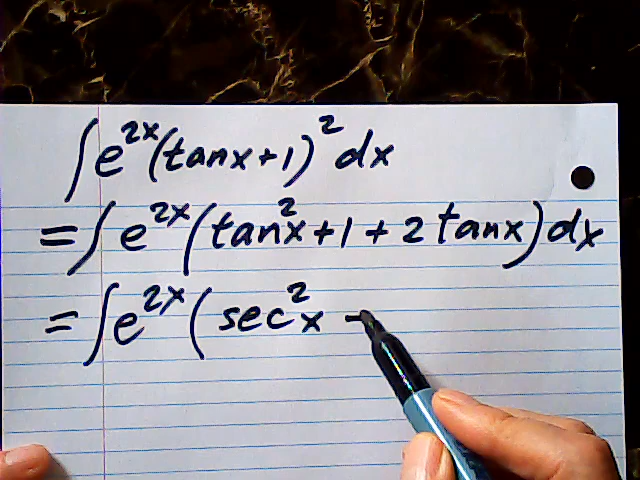 ∫e^2x(tanx+1)^2 dx
=∫e^2x(tan^2x+1+2tanx)dx
=∫e^2x(sec^2x -